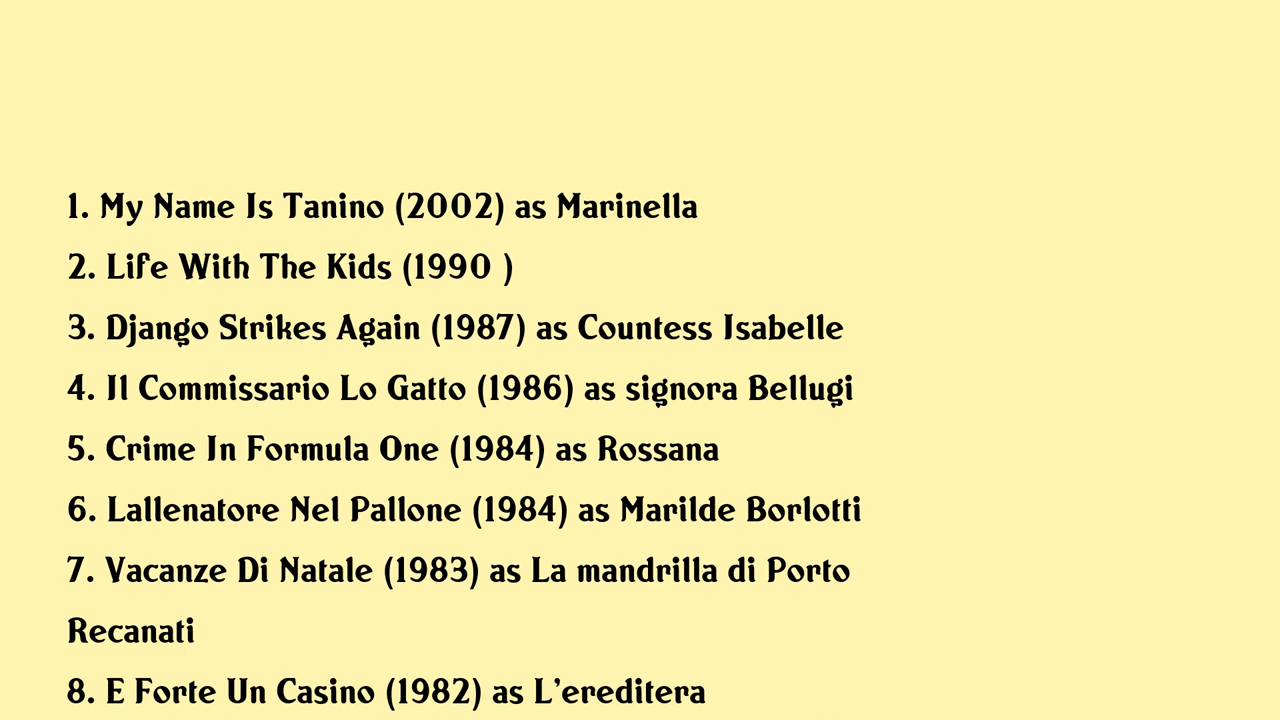 1. My Name Is Tanino (2002) as Marinella
2. Life With The Kids (1990 )
3. Django Strikes Again (1987) as Countess Isabelle
4. Il Commissario Lo Gatto (1986) as signora Bellugi
5. Crime In Formula One (1984) as Rossana
6. Lallenatore Nel Pallone (1984) as Marilde Borlotti
7. Vacanze Di Natale (1983) as La mandrilla di Porto
Recanati
8. E Forte Un Casino (1982) as L'ereditera